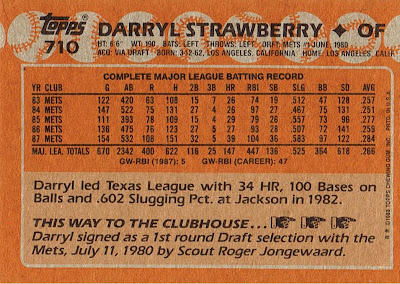 Topps
710
DARRYL STRAWBERRY ✦ OF
HT: 6'6" WT: 190 BATS: LEFT THROWS: LEFT DRFT: METS #1-JUNE, 1980
ACQ: VIA DRAFT BORN: 3-12-62, LOS ANGELES, CALIFORNIA HOME: LOS ANGELES, CALIF.
COMPLETE MAJOR LEAGUE BATTING RECORD
YR CLUB G AB R H 2B 3B HR RBI SB SLG BB SO AVG
83 METS 122 420 63 108 15 7 26 74 19 .512 47 128 .257
84 METS 147 522 75 131 27 4 26 97 27 .467 75 131 .251
85 METS 111 393 78 109 15 4 29 79 26 .557 73 96 .277
86 METS 136 475 76 123 27 5 27 93 28 .507 72 141 .259
87 METS 154 532 108 151 32 5 39 104 36 .583 97 122 .284
MAJ. LEA. TOTALS 670 2342 400 622 116 25 147 447 136 .525 364 618 .266
GW-RBI (1987): 5 GW-RBI (CAREER): 47
Darryl led Texas League with 34 HR, 100 Bases on
Balls and .602 Slugging Pct. at Jackson in 1982.
THIS WAY TO THE CLUBHOUSE...
Darryl signed as a 1st round Draft selection with the
Mets, July 11, 1980 by Scout Roger Jongewaard.
® © 1988 TOPPS CHEWING GUM, INC. PRTD. IN U.S.A.